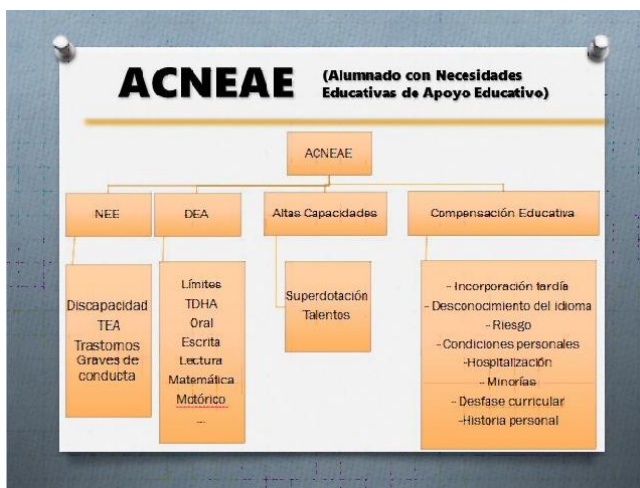 ACNEAE
(Alumnado con Necesidades
Educativas de Apoyo Educativo)
ACNEAE
NEE
DEA
Altas Capacidades
Compensación Educativa
Discapacidad
TEA
Trastornos
Graves de
conducta
Límites
TDHA
Oral
Escrita
Lectura
Matemática
Motórico
...
Superdotación
Talentos
- Incorporación tardía
- Desconocimiento del idioma
- Riesgo
- Condiciones personales
-Hospitalización
- Minorías
- Desfase curricular
-Historia personal